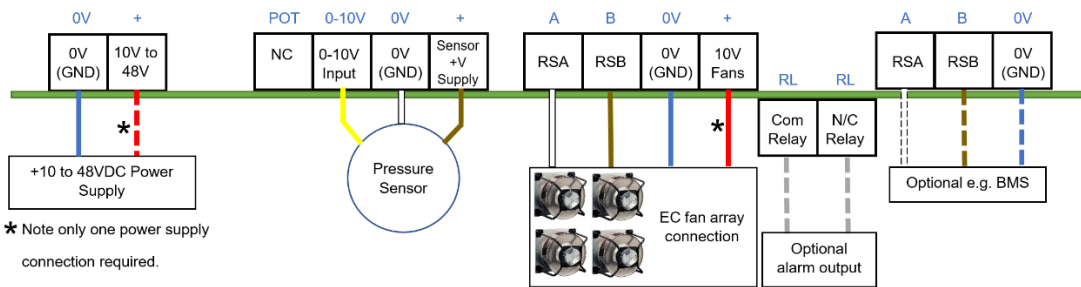 0V +
0V (GND)
10V to 48V
+10 to 48VDC Power
Supply
* Note only one power supply
connection required.
*
POT 0-10V 0V +
NC
0-10V Input
0V (GND)
Sensor +V Supply
Pressure
Sensor
A B 0V +
RSA
RSB
0V (GND)
10V Fans
*
EC fan array
connection
RL RL
Com Relay
N/C Relay
Optional
alarm output
A B 0V
RSA
RSB
0V (GND)
Optional e.g. BMS